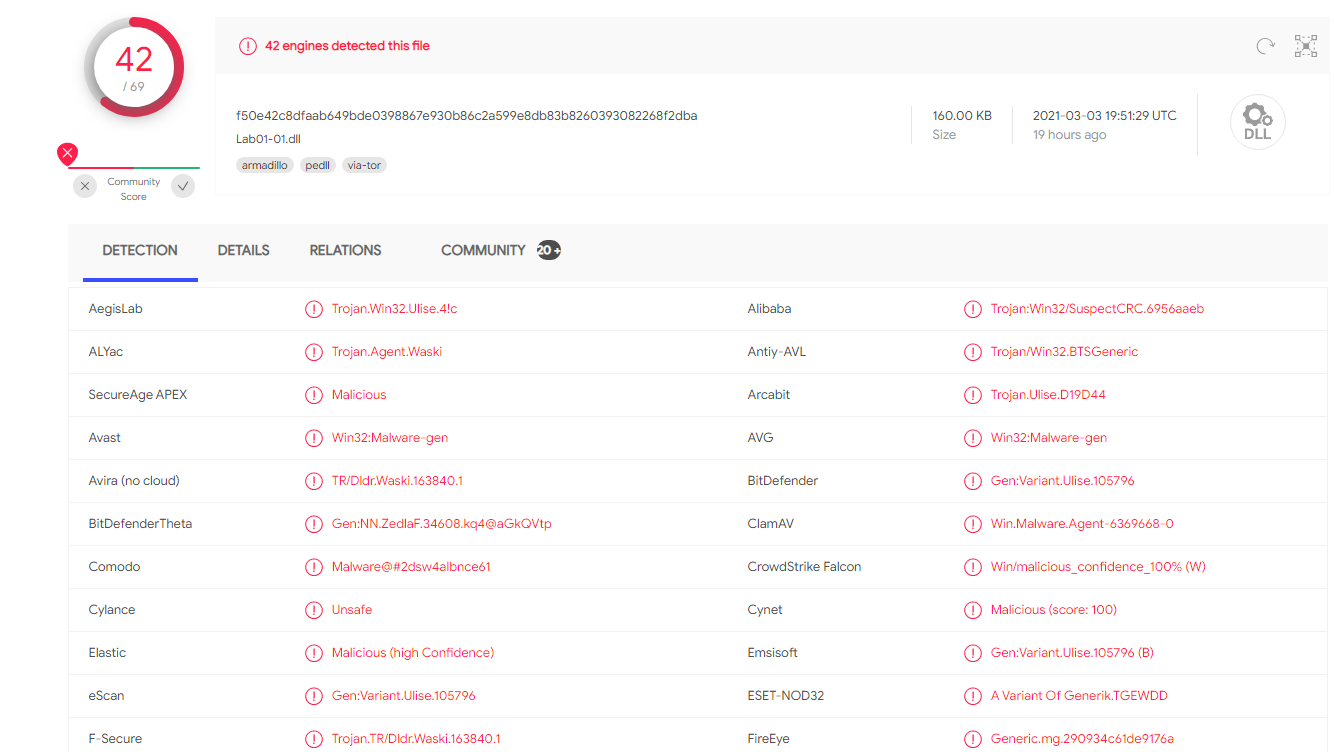 42
/ 69
Community
Score
42 engines detected this file
f50e42c8dfaab649bde0398867e930b86c2a599e8db83b8260393082268f2dba
Lab01-01.dll
armadillo pedll via-tor
160.00 KB
Size
2021-03-03 19:51:29 UTC
19 hours ago
DLL
DETECTION DETAILS RELATIONS COMMUNITY 20 +
AegisLab Trojan.Win32.Ulise.4!c Alibaba Trojan:Win32/SuspectCRC.6956aaeb
ALYac Trojan.Agent.Waski Antiy-AVL Trojan/Win32.BTSGeneric
SecureAge APEX Malicious Arcabit Trojan.Ulise.D19D44
Avast Win32:Malware-gen AVG Win32:Malware-gen
Avira (no cloud) TR/Dldr.Waski.163840.1 BitDefender Gen:Variant.Ulise.105796
BitDefenderTheta Gen:NN.ZedlaF.34608.kq4@aGkQVtp ClamAV Win.Malware.Agent-6369668-0
Comodo Malware@#2dsw4albnce61 CrowdStrike Falcon Win/malicious_confidence_100% (W)
Cylance Unsafe Cynet Malicious (score: 100)
Elastic Malicious (high Confidence) Emsisoft Gen:Variant.Ulise.105796 (B)
eScan Gen:Variant.Ulise.105796 ESET-NOD32 A Variant Of Generik.TGEWDD
F-Secure Trojan.TR/Dldr.Waski.163840.1 FireEye Generic.mg.290934c61de9176a